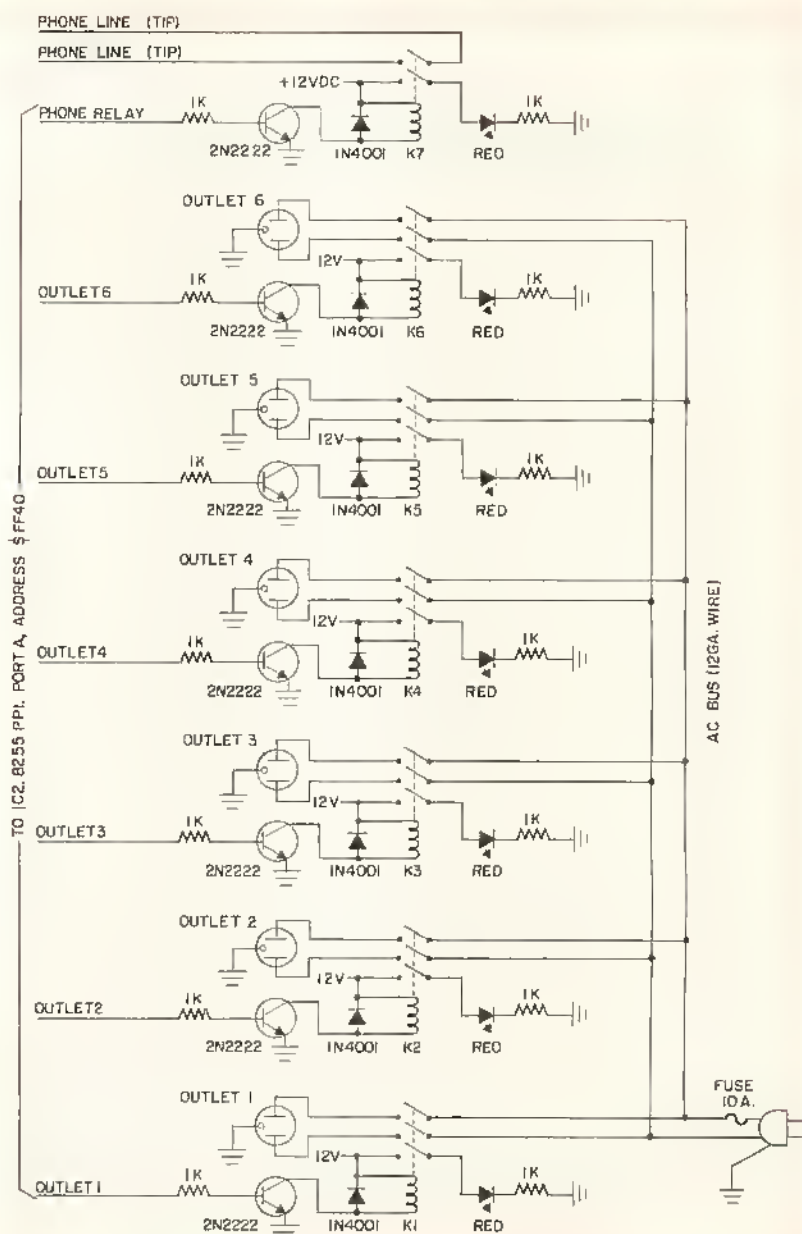 PHONE LINE (TIP)
PHONE LINE (TIP)
+12VDC
PHONE RELAY
1K
2N2222
1N4001
K7
RED
1K
OUTLET 6
12V
OUTLET6
1K
2N2222
1N4001
K6
RED
1K
OUTLET 5
12V
OUTLET5
1K
2N2222
1N4001
K5
RED
1K
OUTLET 4
12V
OUTLET4
1K
2N2222
1N4001
K4
RED
1K
OUTLET 3
12V
OUTLET3
1K
2N2222
1N4001
K3
RED
1K
OUTLET 2
12V
OUTLET2
1K
2N2222
1N4001
K2
RED
1K
OUTLET 1
12V
OUTLET1
1K
2N2222
1N4001
K1
RED
1K
TO IC2, 8255 PPI, PORT A, ADDRESS $FF40
AC BUS (12GA. WIRE)
FUSE
10A.